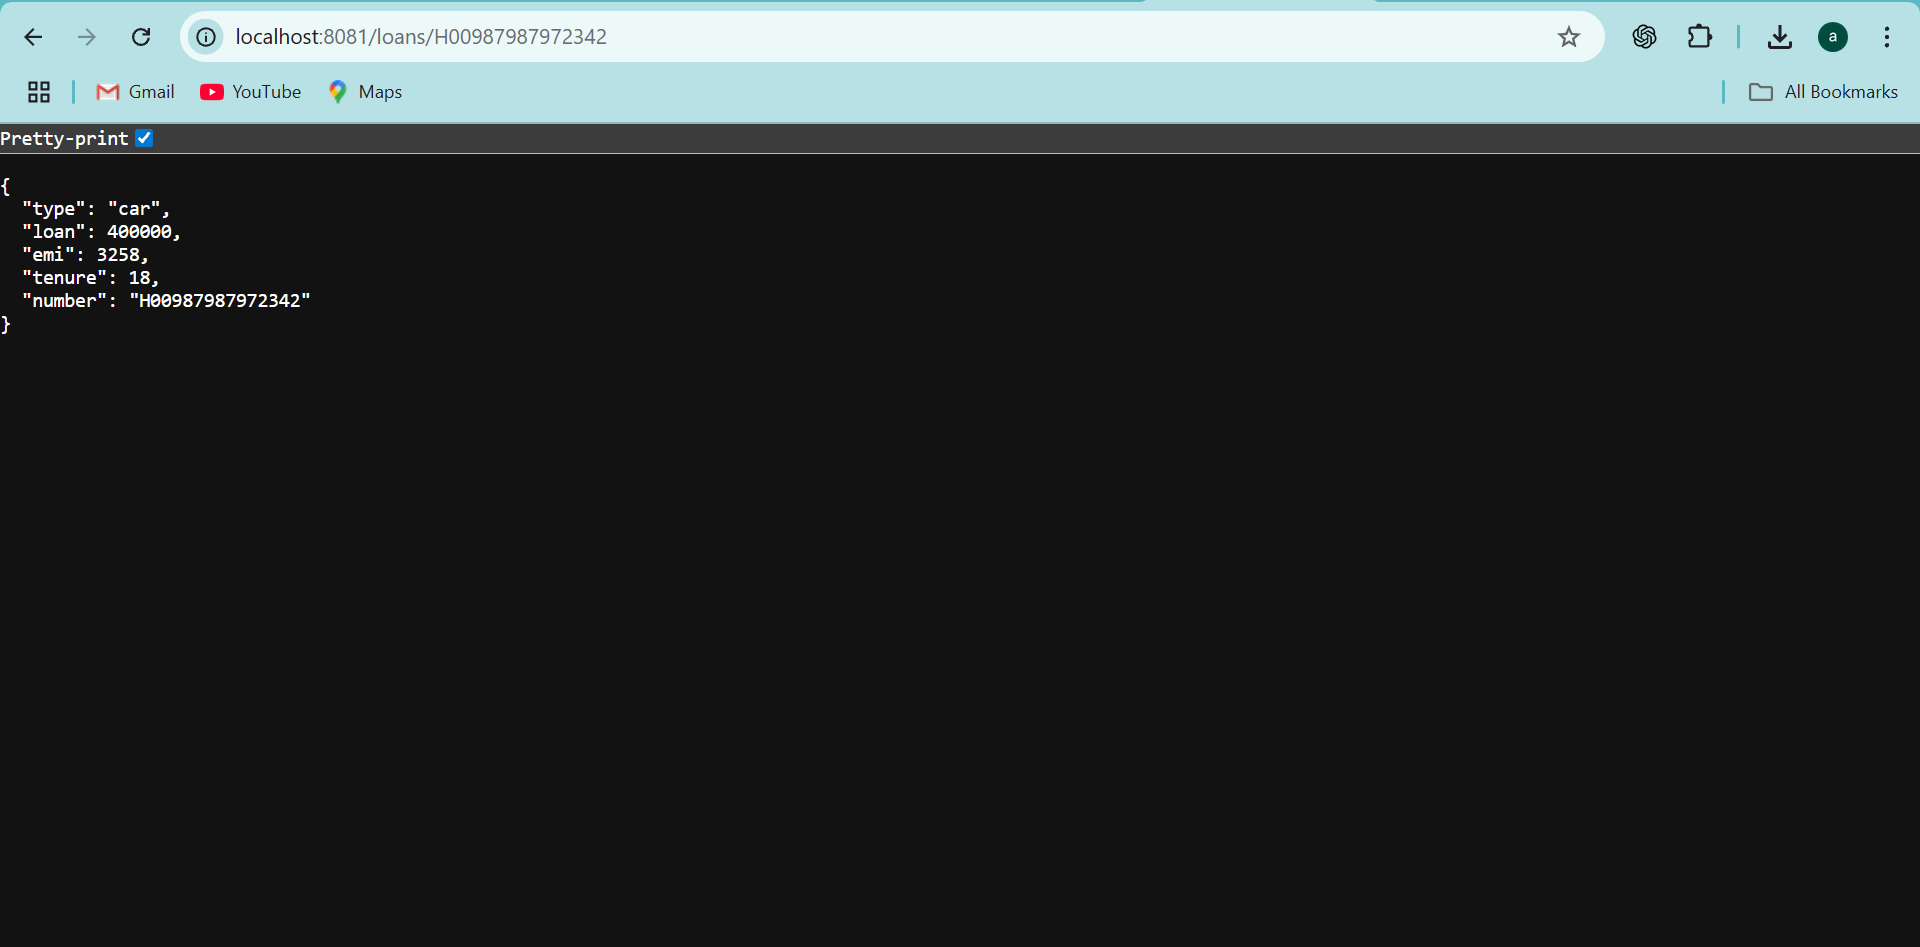 localhost:8081/loans/H00987987972342
a
Gmail YouTube Maps All Bookmarks
Pretty-print
{
  "type": "car",
  "loan": 400000,
  "emi": 3258,
  "tenure": 18,
  "number": "H00987987972342"
}